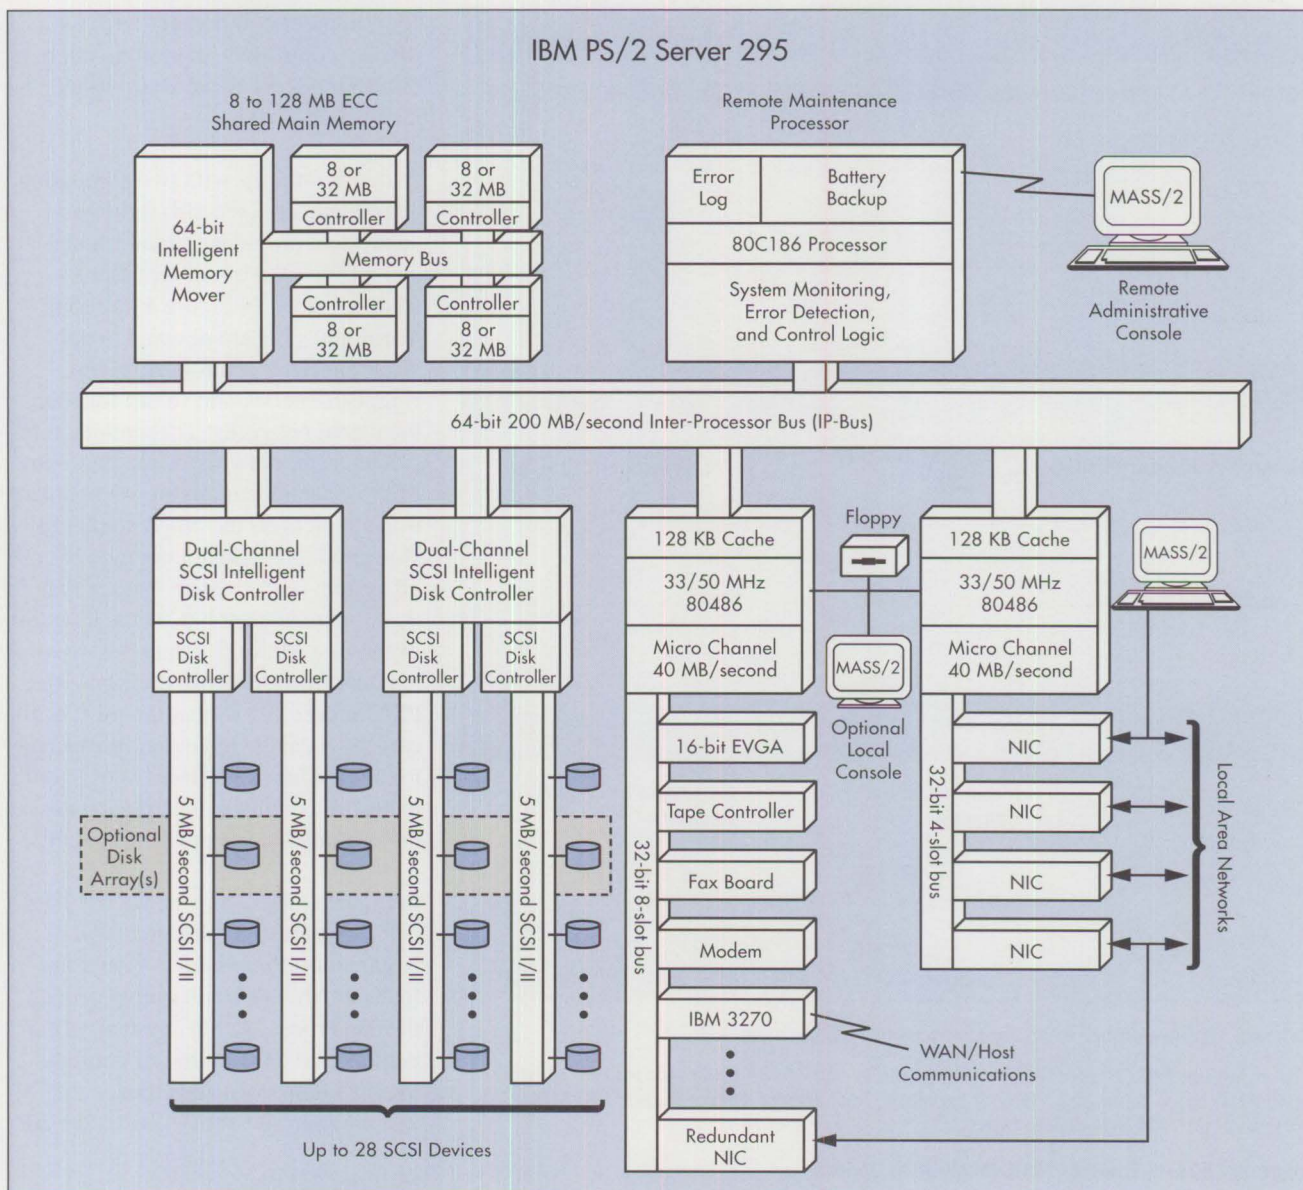 IBM PS/2 Server 295
8 to 128 MB ECC
Shared Main Memory
64-bit
Intelligent
Memory
Mover
8 or
32 MB
Controller
8 or
32 MB
Controller
Memory Bus
Controller
8 or
32 MB
Controller
8 or
32 MB
Remote Maintenance
Processor
Error
Log
Battery
Backup
80C186 Processor
System Monitoring,
Error Detection,
and Control Logic
MASS/2
Remote
Administrative
Console
64-bit 200 MB/second Inter-Processor Bus (IP-Bus)
Dual-Channel
SCSI Intelligent
Disk Controller
SCSI
Disk
Controller
SCSI
Disk
Controller
Dual-Channel
SCSI Intelligent
Disk Controller
SCSI
Disk
Controller
SCSI
Disk
Controller
5 MB/second SCSI I/II
5 MB/second SCSI I/II
5 MB/second SCSI I/II
5 MB/second SCSI I/II
Optional
Disk
Array(s)
Up to 28 SCSI Devices
128 KB Cache
33/50 MHz
80486
Micro Channel
40 MB/second
32-bit 8-slot bus
16-bit EVGA
Tape Controller
Fax Board
Modem
IBM 3270
Redundant
NIC
WAN/Host
Communications
Floppy
MASS/2
Optional
Local
Console
128 KB Cache
33/50 MHz
80486
Micro Channel
40 MB/second
32-bit 4-slot bus
NIC
NIC
NIC
NIC
MASS/2
Local Area Networks